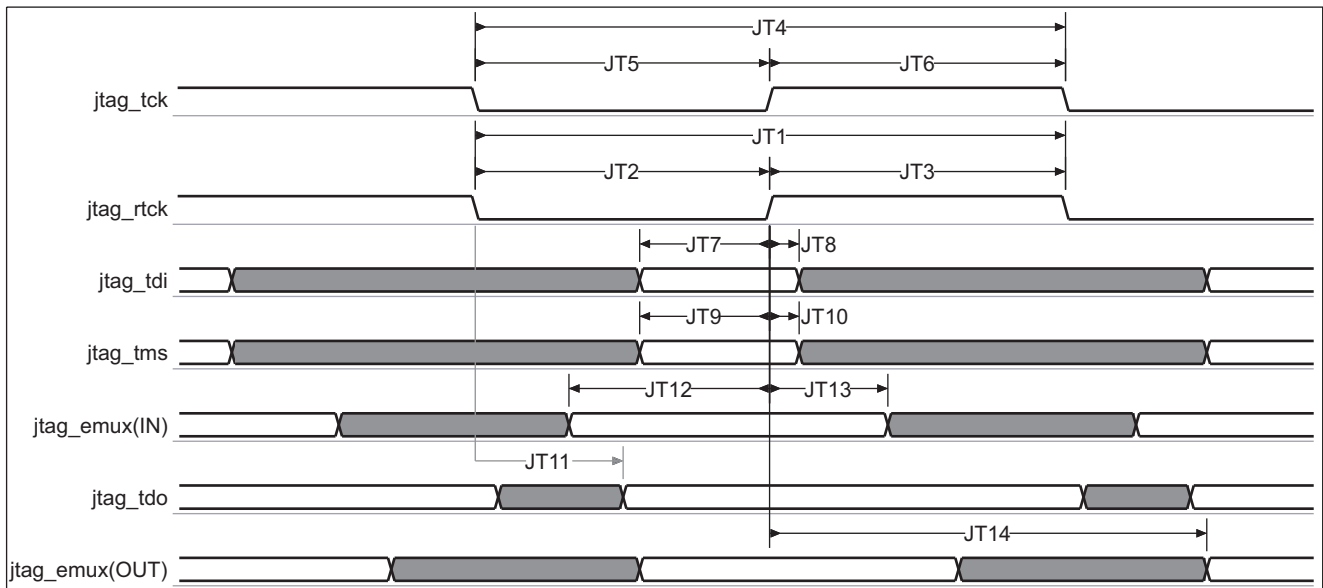 JT4
JT5 JT6
jtag_tck
JT1
JT2 JT3
jtag_rtck
JT7 JT8
jtag_tdi
JT9 JT10
jtag_tms
JT12 JT13
jtag_emux(IN)
JT11
jtag_tdo
JT14
jtag_emux(OUT)